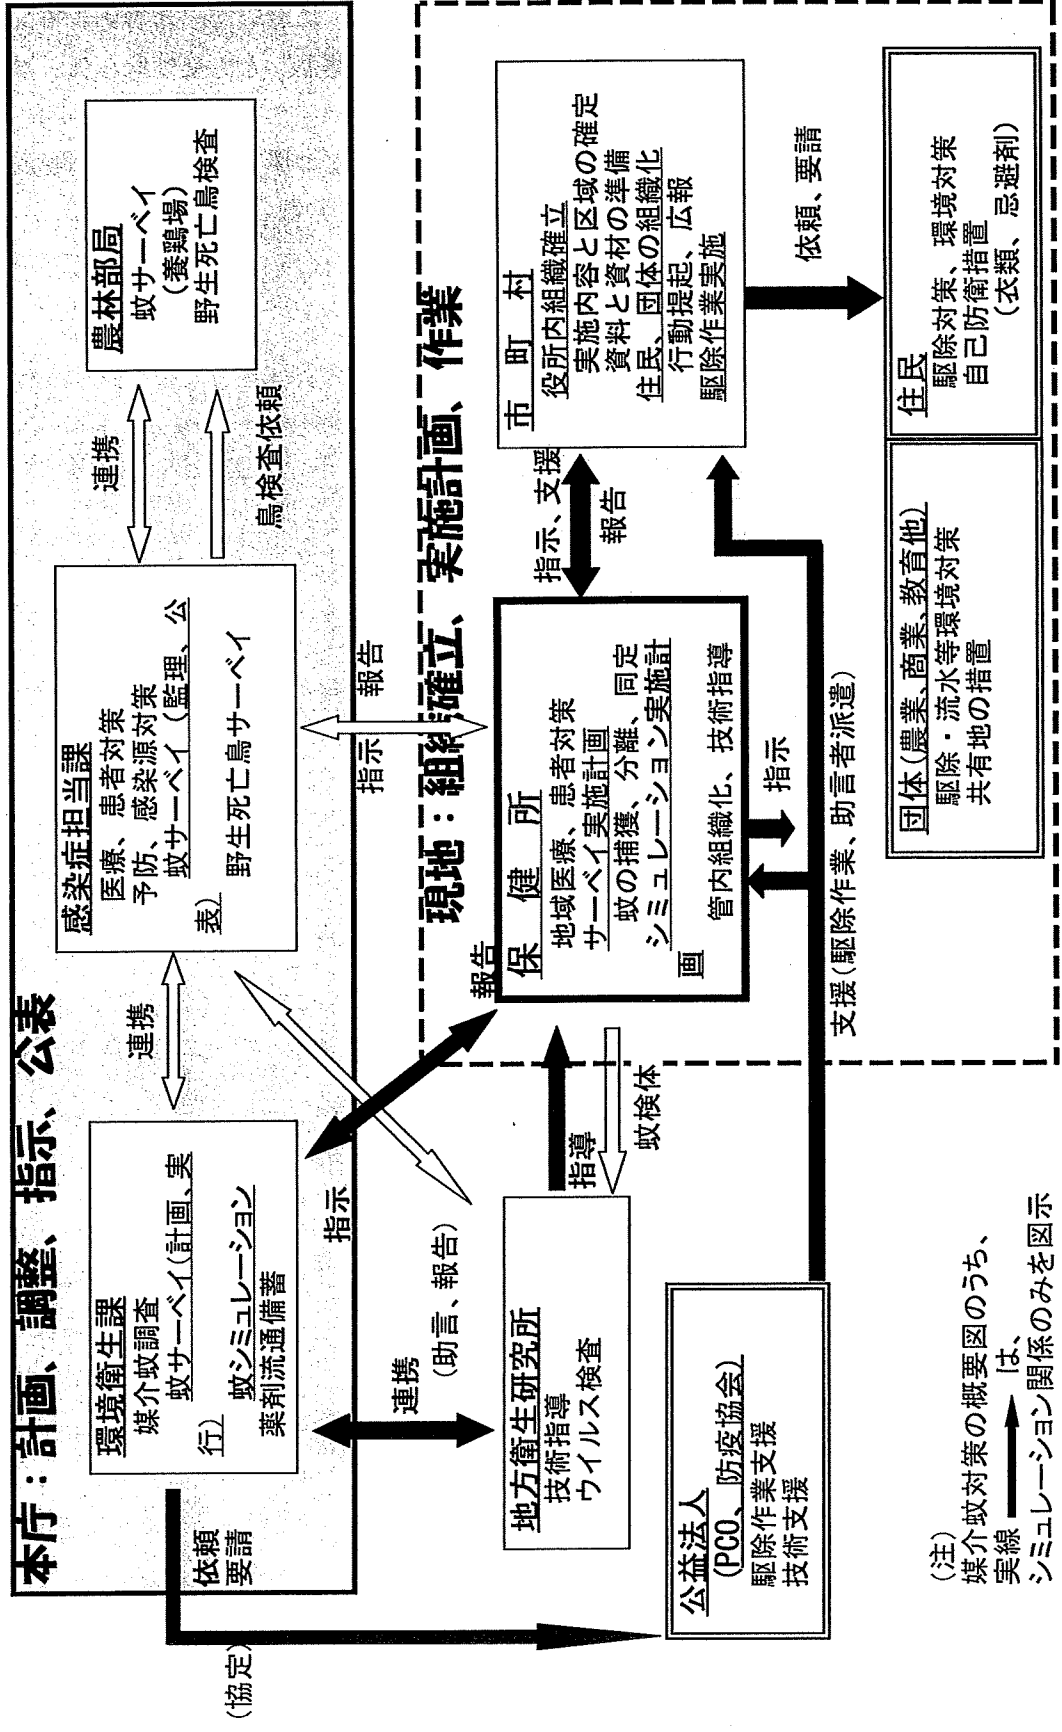 本庁：計画、調整、指示、公表
環境衛生課
媒介蚊調査
蚊サーベイ(計画、実
行)
蚊シミュレーション
薬剤流通備蓄
連携
感染症担当課
医療、患者対策
予防、感染源対策
蚊サーベイ（監理、公
表）
野生死亡鳥サーベイ
連携
鳥検査依頼
農林部局
蚊サーベイ
（養鶏場）
野生死亡鳥検査
依頼
要請
（協定）
指示
報告
連携
（助言、報告）
指示
報告
地方衛生研究所
技術指導
ウイルス検査
指導
蚊検体
公益法人
（PCO、防疫協会）
駆除作業支援
技術支援
現地：組織確立、実施計画、作業
保　健　所
地域医療、患者対策
サーベイ実施計画
蚊の捕獲、分離、同定
シミュレーション実施計
画
管内組織化、技術指導
指示、支援
報告
指示
支援（駆除作業、助言者派遣）
市　町　村
役所内組織確立
実施内容と区域の確定
資料と資材の準備
住民、団体の組織化
行動提起、広報
駆除作業実施
依頼、要請
団体（農業、商業、教育他）
駆除・流水等環境対策
共有地の措置
住民
駆除対策、環境対策
自己防衛措置
（衣類、忌避剤）
（注）
媒介蚊対策の概要図のうち、
実線　　　は、
シミュレーション関係のみを図示